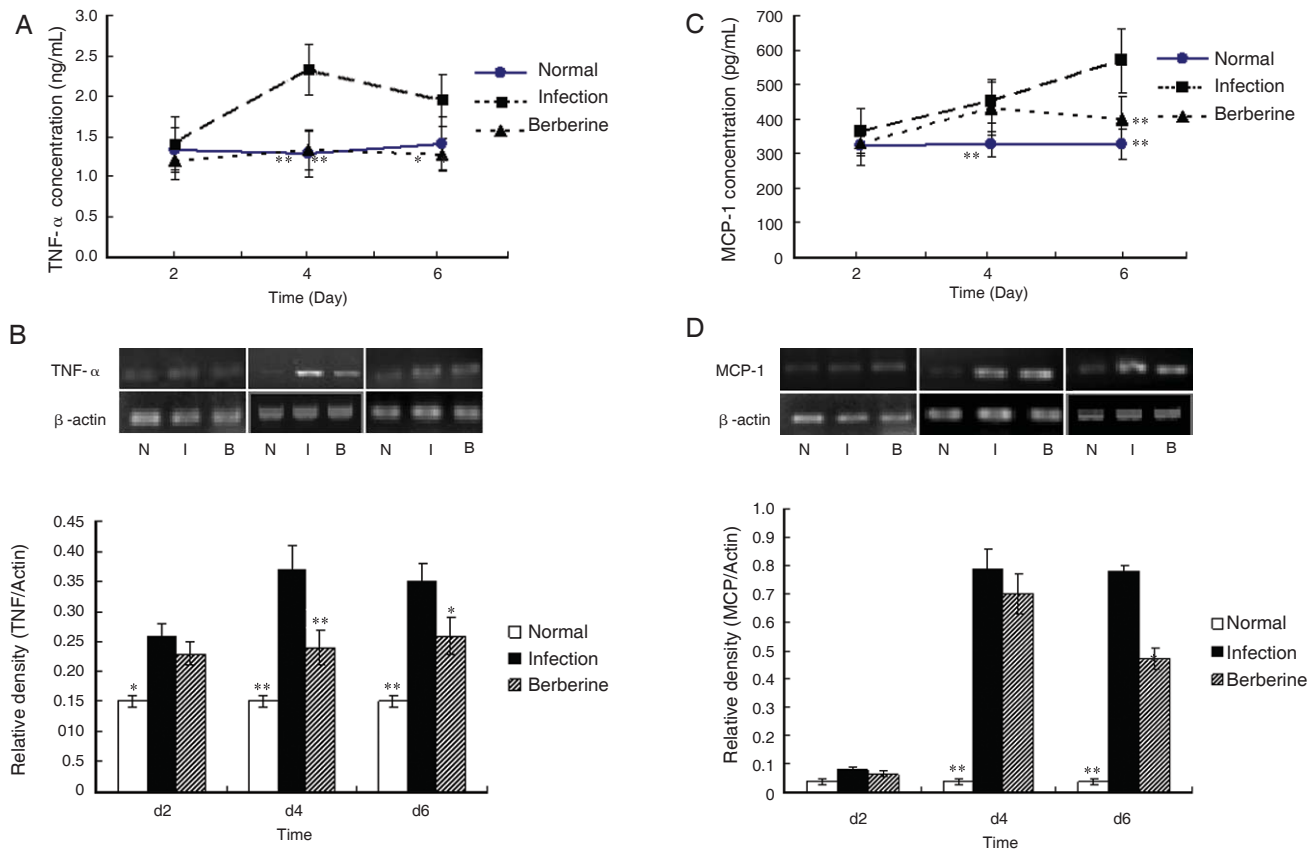 A
TNF- α concentration (ng/mL)
3.0
2.5
2.0
1.5
1.0
0.5
0.0
** ** *
2 4 6
Time (Day)
Normal
Infection
Berberine
C
MCP-1 concentration (pg/mL)
700
600
500
400
300
200
100
0
**
**
**
2 4 6
Time (Day)
Normal
Infection
Berberine
B
TNF- α
β -actin
N I B N I B N I B
Relative density (TNF/Actin)
0.45
0.40
0.35
0.30
0.25
0.20
0.15
010
0.05
0
* ** ** ** *
d2 d4 d6
Time
Normal
Infection
Berberine
D
MCP-1
β -actin
N I B N I B N I B
Relative density (MCP/Actin)
1.0
0.9
0.8
0.7
0.6
0.5
0.4
0.3
0.2
0.1
0
** ** *
d2 d4 d6
Time
Normal
Infection
Berberine